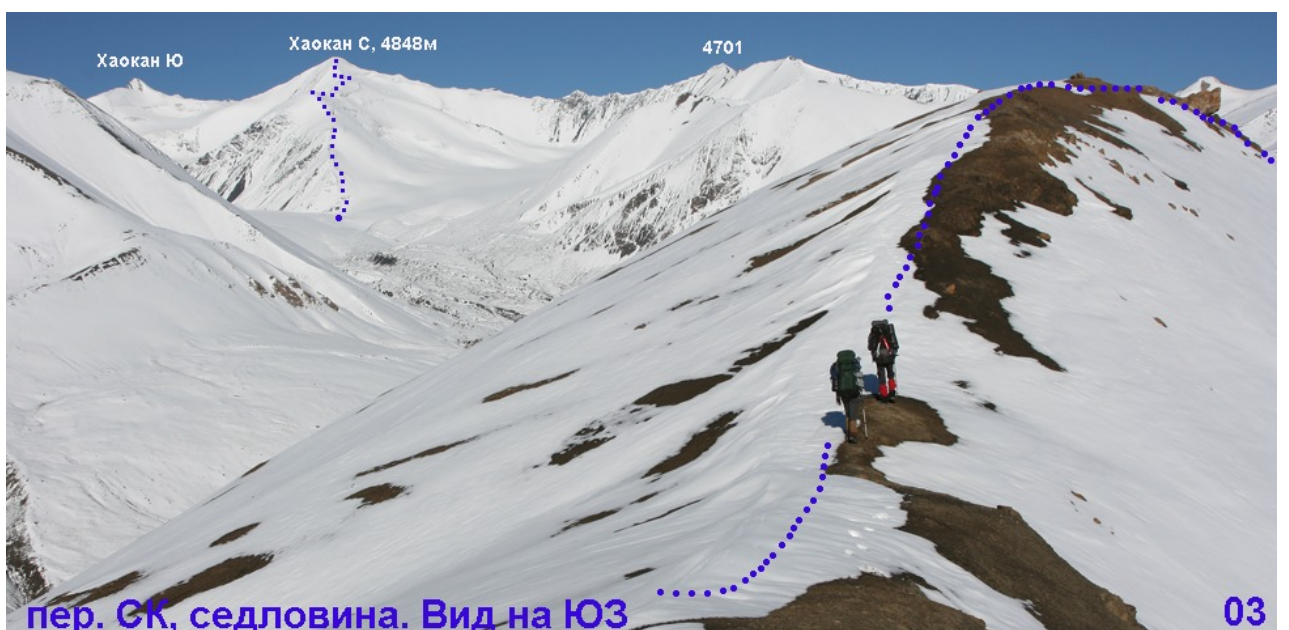 Хаокан Ю
Хаокан С, 4848м
4701
пер. СК, седловина. Вид на ЮЗ
03